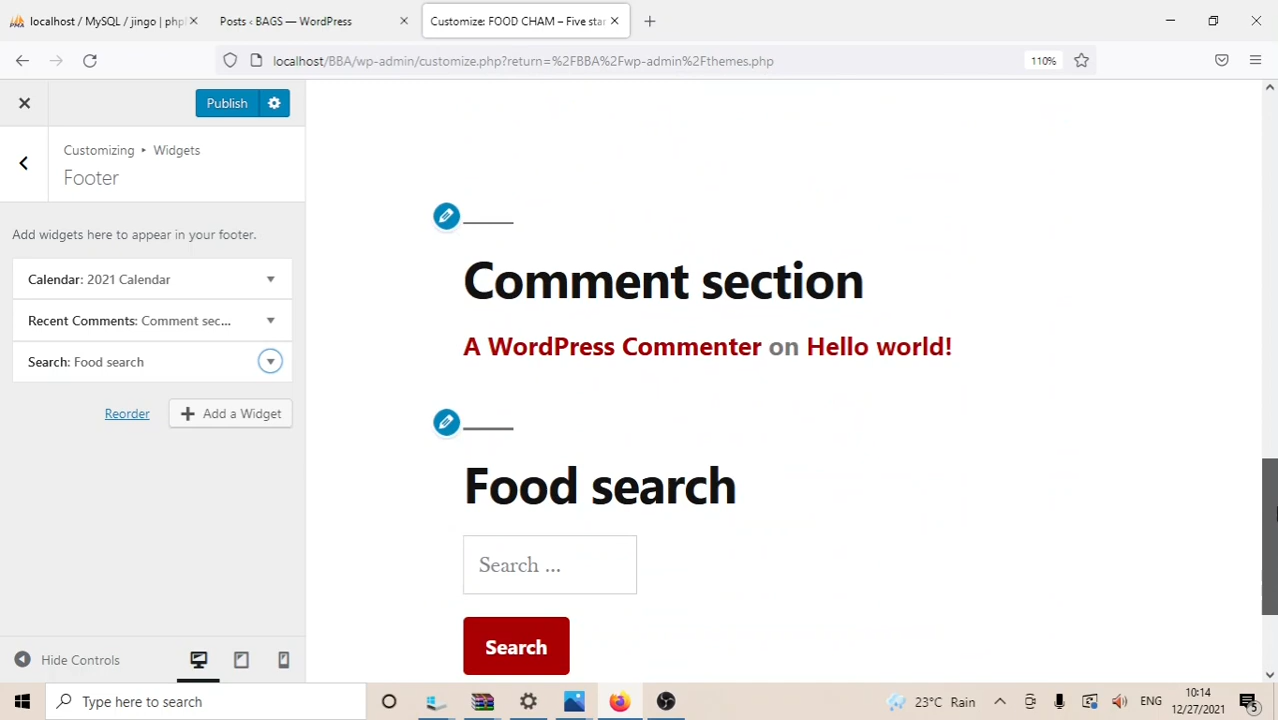 localhost / MySQL / jingo | php
Posts ‹ BAGS — WordPress
Customize: FOOD CHAM – Five star
localhost/BBA/wp-admin/customize.php?return=%2FBBA%2Fwp-admin%2Fthemes.php
110%
Publish
Customizing ▸ Widgets
Footer
Add widgets here to appear in your footer.
Calendar: 2021 Calendar
Recent Comments: Comment sec...
Search: Food search
Reorder
Add a Widget
Hide Controls
Comment section
A WordPress Commenter on Hello world!
Food search
Search ...
Search
Type here to search
23°C Rain
ENG
10:14
12/27/2021
5